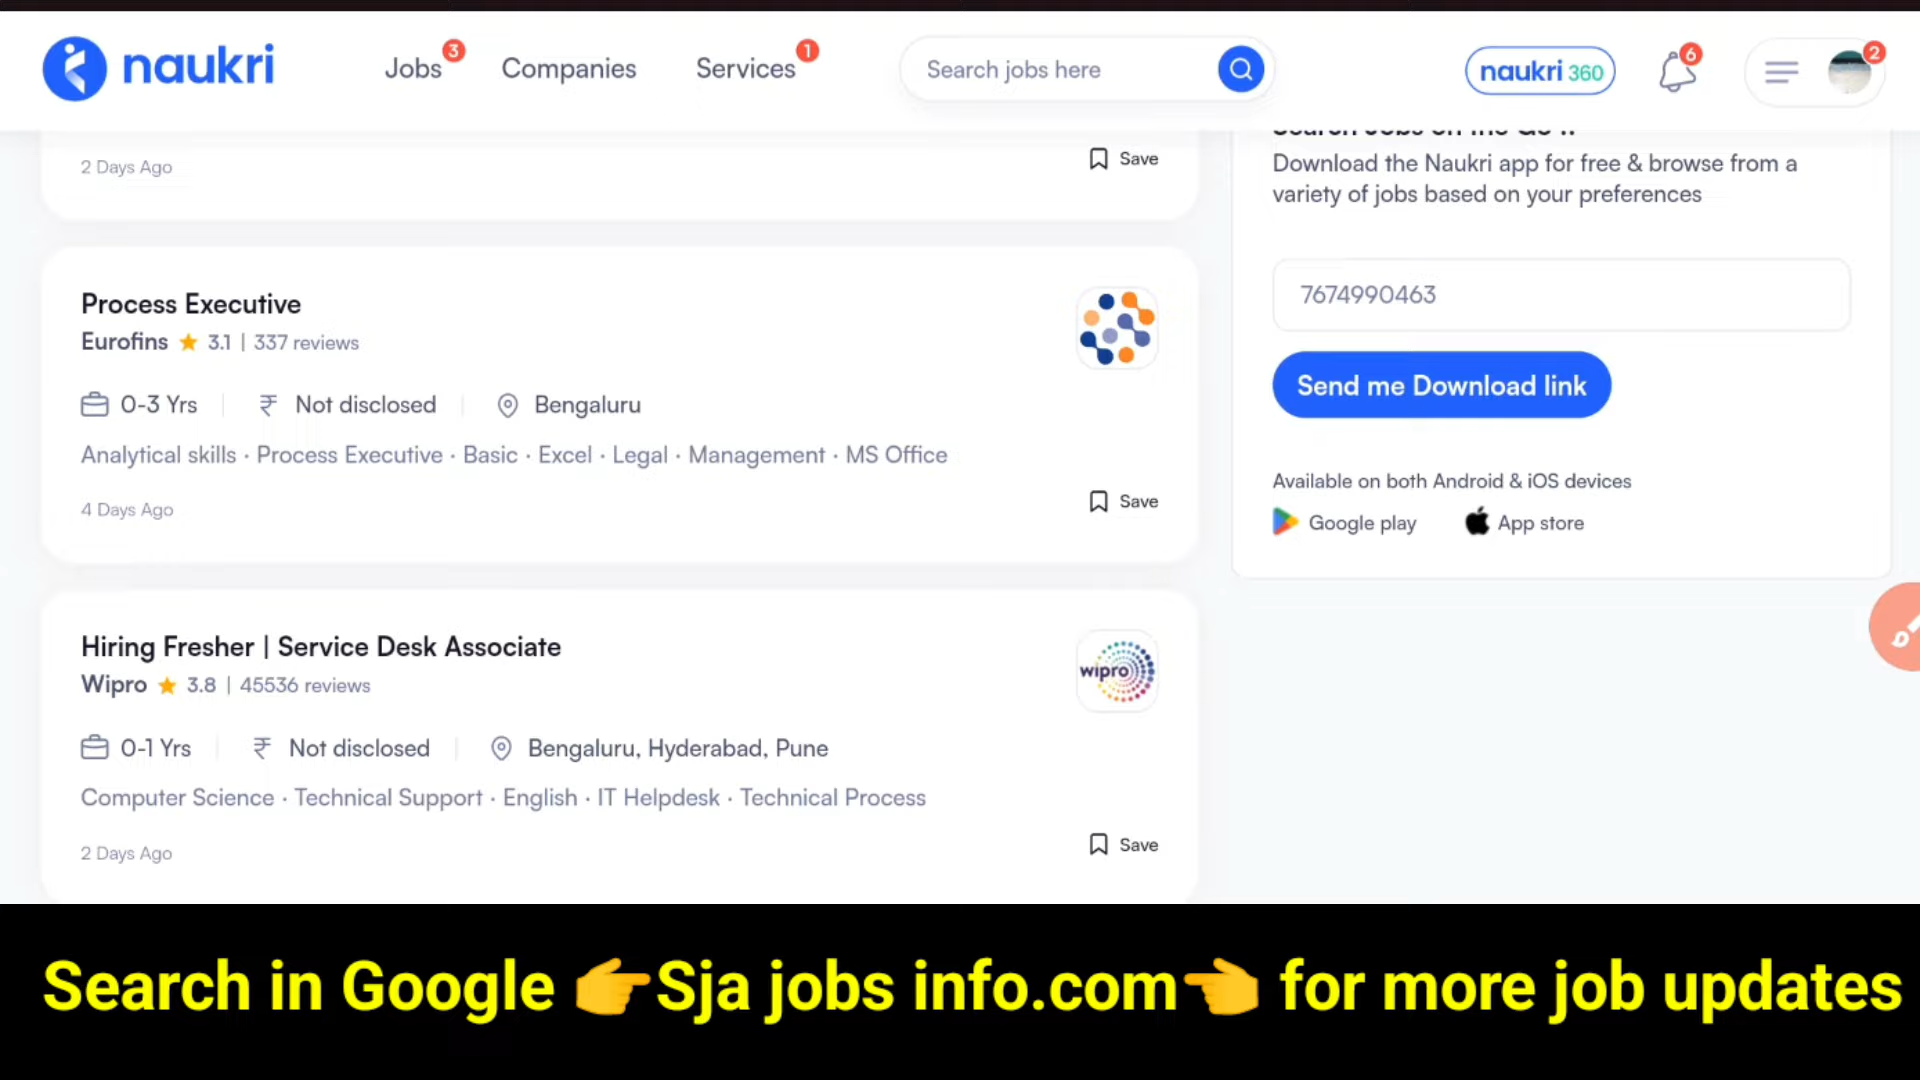 naukri
Jobs 3
Companies
Services 1
Search jobs here
naukri 360
6
2
2 Days Ago
Save
Process Executive
Eurofins 3.1 | 337 reviews
0-3 Yrs
₹ Not disclosed
Bengaluru
Analytical skills · Process Executive · Basic · Excel · Legal · Management · MS Office
4 Days Ago
Save
Hiring Fresher | Service Desk Associate
Wipro 3.8 | 45536 reviews
wipro
0-1 Yrs
₹ Not disclosed
Bengaluru, Hyderabad, Pune
Computer Science · Technical Support · English · IT Helpdesk · Technical Process
2 Days Ago
Save
Search Jobs on the Go !!
Download the Naukri app for free & browse from a
variety of jobs based on your preferences
7674990463
Send me Download link
Available on both Android & iOS devices
Google play
App store
Search in Google 👉Sja jobs info.com👈 for more job updates